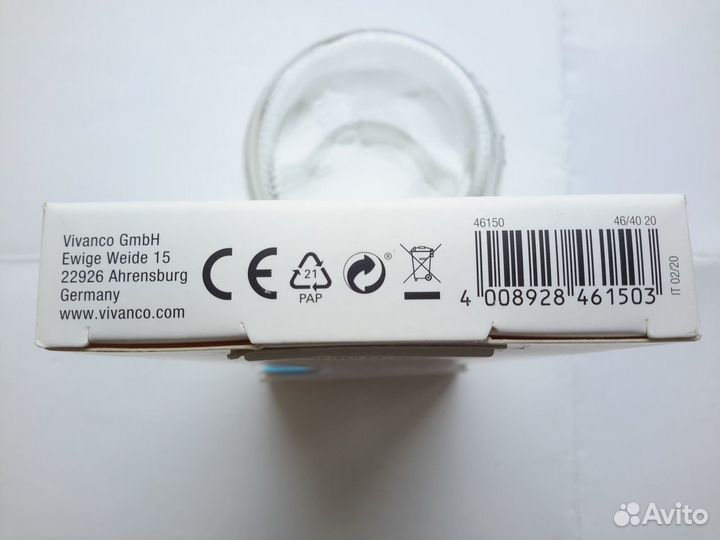 Vivanco GmbH
Ewige Weide 15
22926 Ahrensburg
Germany
www.vivanco.com
CE
21
PAP
®
46150
46/40 20
4 008928 461503
IT 02/20
Avito